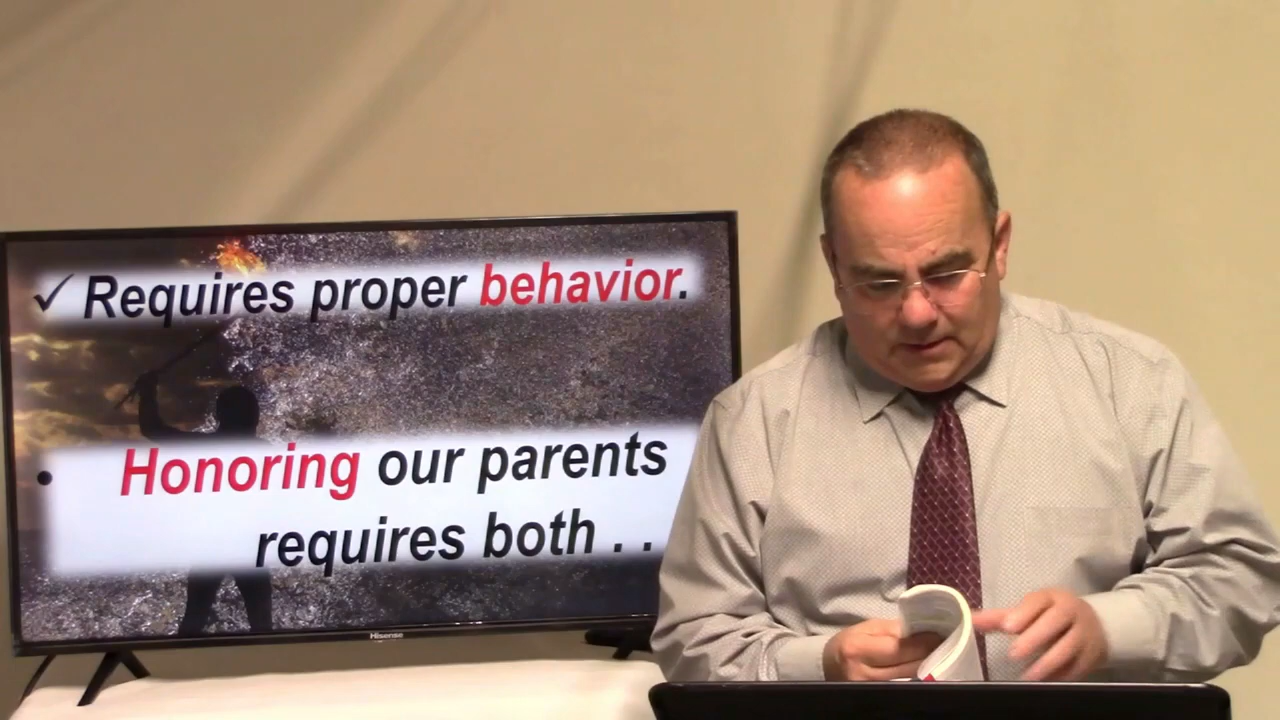 ✓ Requires proper behavior.
• Honoring our parents
requires both . .
Hisense